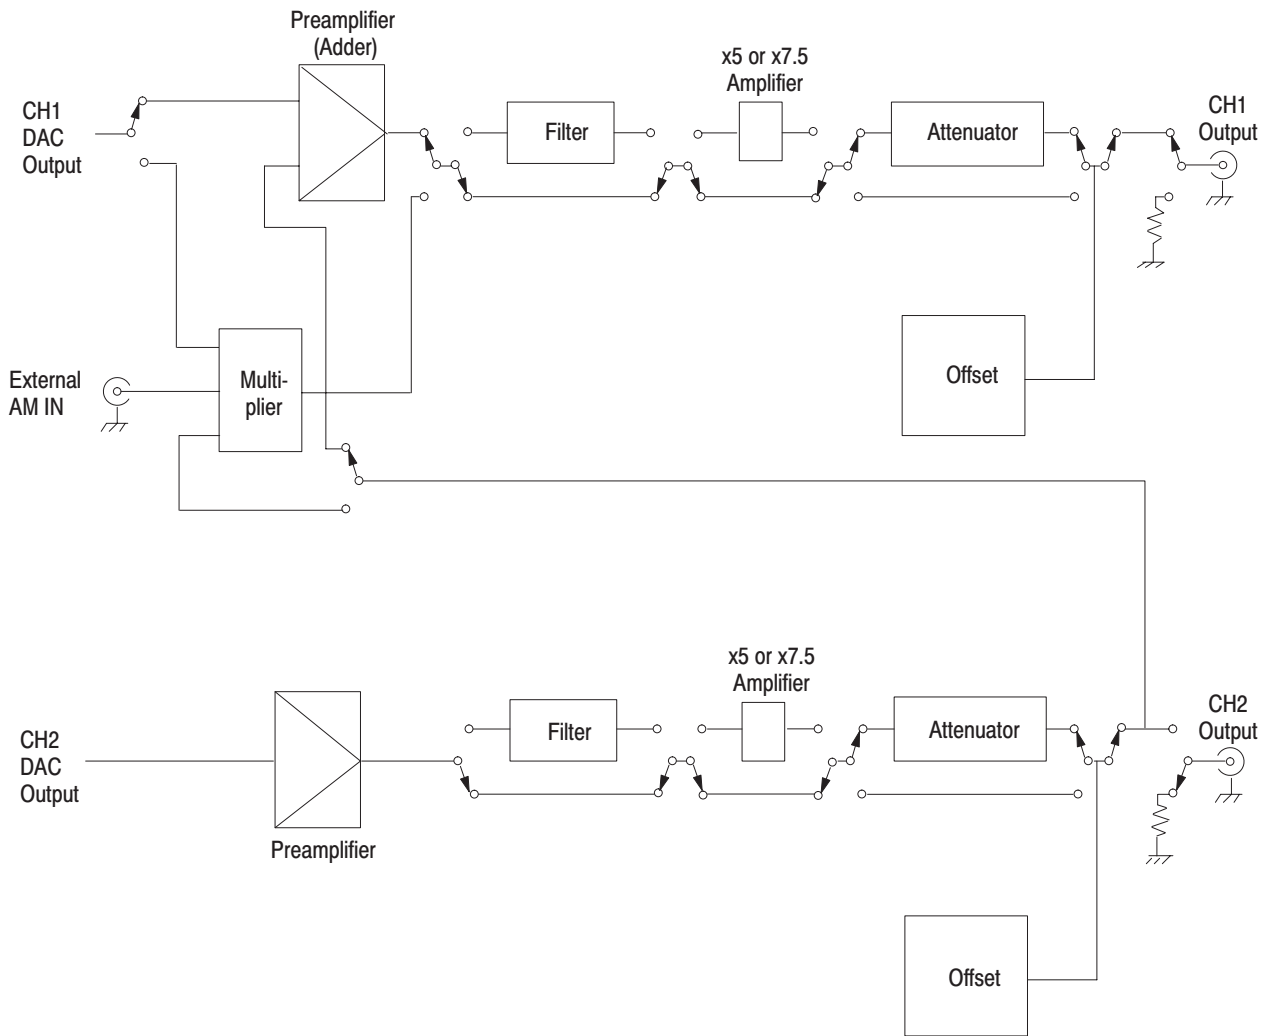 Preamplifier
(Adder)
x5 or x7.5
Amplifier
CH1
DAC
Output
Filter
Attenuator
CH1
Output
External
AM IN
Multi-
plier
Offset
x5 or x7.5
Amplifier
CH2
DAC
Output
Filter
Attenuator
CH2
Output
Preamplifier
Offset